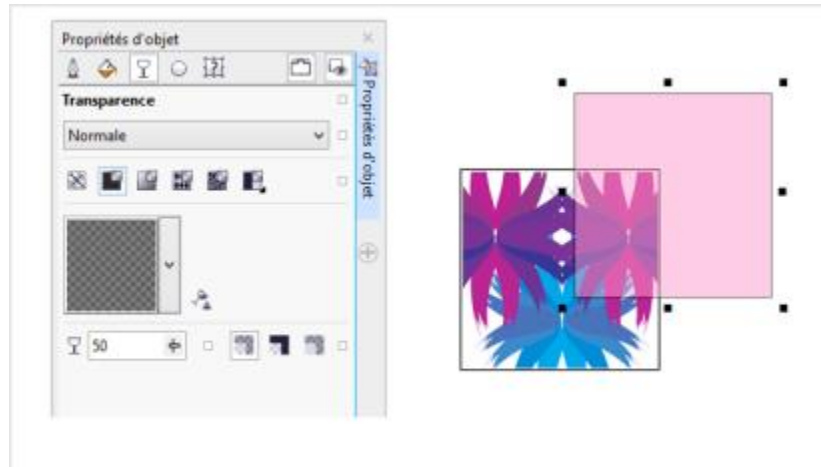 Propriétés d'objet
Transparence
Normale
50
Propriétés d'objet